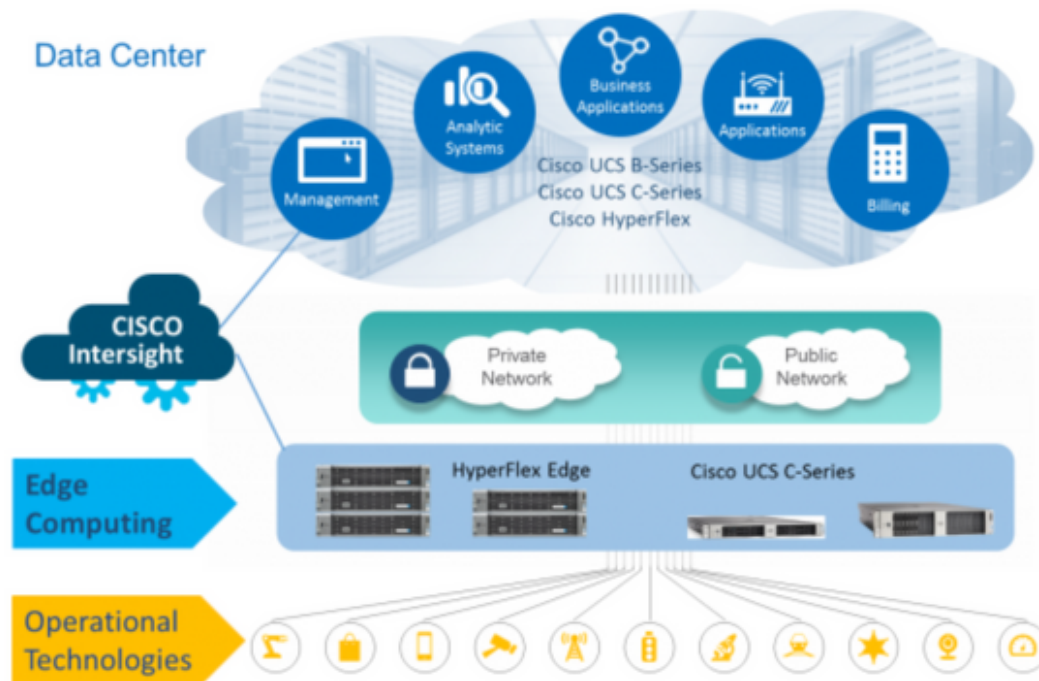 Data Center
Business
Applications
Analytic
Systems
Applications
Management
Billing
Cisco UCS B-Series
Cisco UCS C-Series
Cisco HyperFlex
CISCO
Intersight
Private
Network
Public
Network
Edge
Computing
HyperFlex Edge
Cisco UCS C-Series
Operational
Technologies